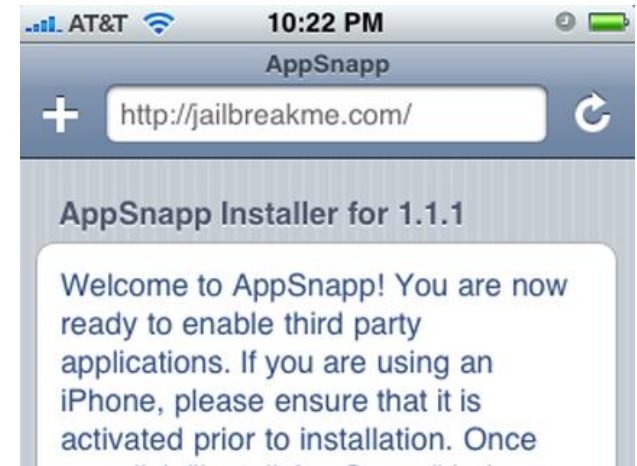 AT&T 10:22 PM
AppSnapp
http://jailbreakme.com/
AppSnapp Installer for 1.1.1
Welcome to AppSnapp! You are now
ready to enable third party
applications. If you are using an
iPhone, please ensure that it is
activated prior to installation. Once